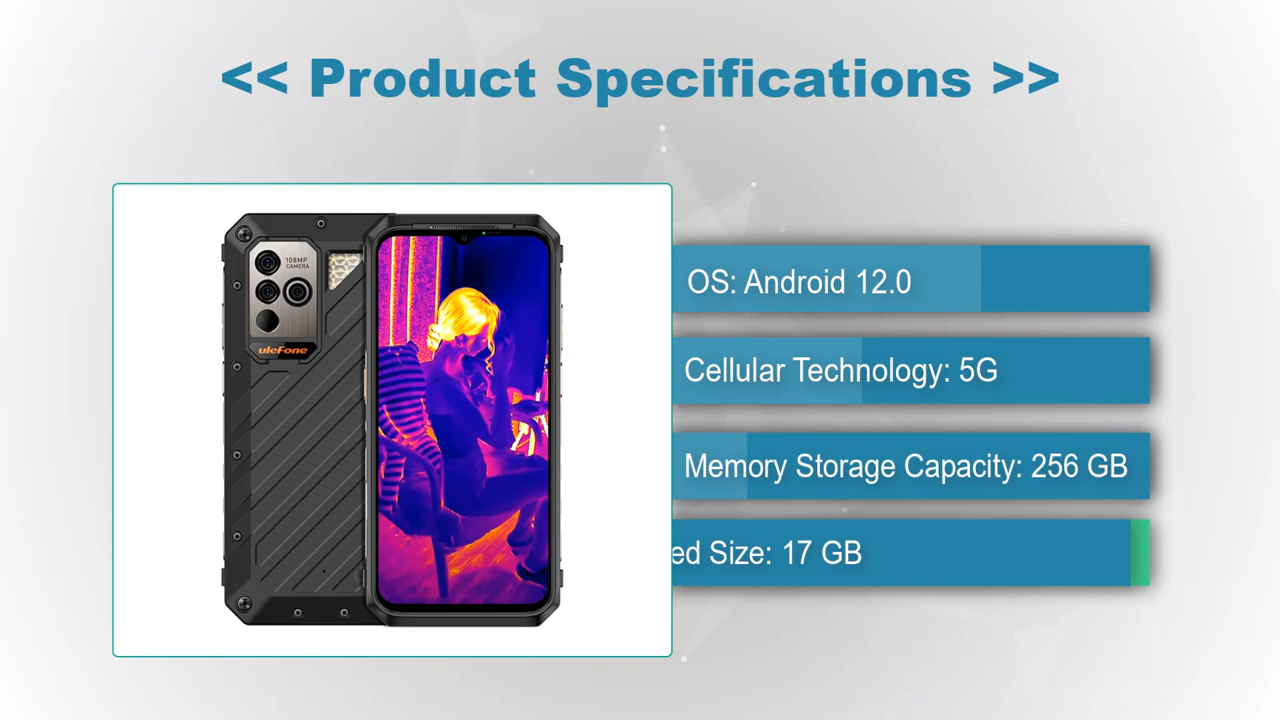 << Product Specifications >>
108MP
CAMERA
uleFone
OS: Android 12.0
Cellular Technology: 5G
Memory Storage Capacity: 256 GB
Size: 17 GB